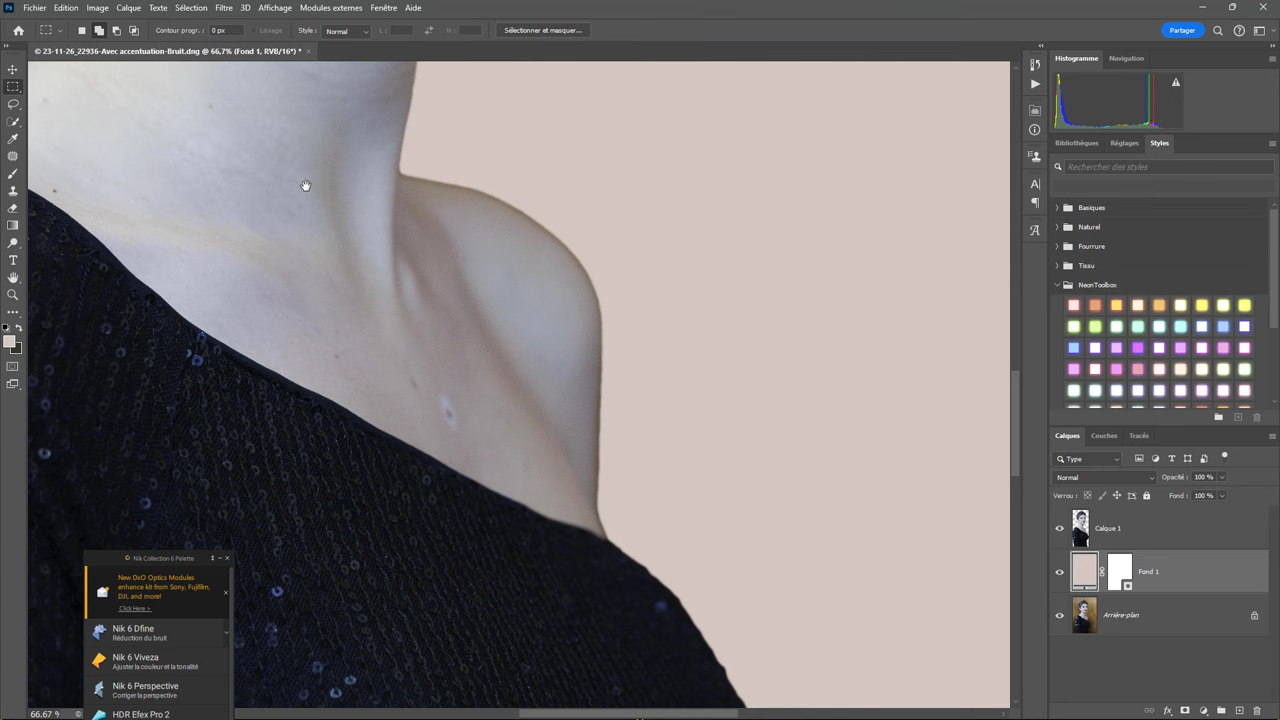 Ps Fichier Edition Image Calque Texte Sélection Filtre 3D Affichage Modules externes Fenêtre Aide
Contour progr. : 0 px Lissage Style : Normal L : H : Sélectionner et masquer... Partager
© 23-11-26_22936-Avec accentuation-Bruit.dng @ 66,7% (Fond 1, RVB/16*) *
Histogramme Navigation
Bibliothèques Réglages Styles
Rechercher des styles
Basiques
Naturel
Fourrure
Tissu
NeonToolbox
Calques Couches Tracés
Type
Normal Opacité : 100 %
Verrou : Fond : 100 %
Calque 1
Fond 1
Arrière-plan
Nik Collection 6 Palette
New DxO Optics Modules
enhance kit from Sony, Fujifilm,
DJI, and more!
Click Here >
Nik 6 Dfine
Réduction du bruit
Nik 6 Viveza
Ajuster la couleur et la tonalité
Nik 6 Perspective
Corriger la perspective
HDR Efex Pro 2
66,67 %